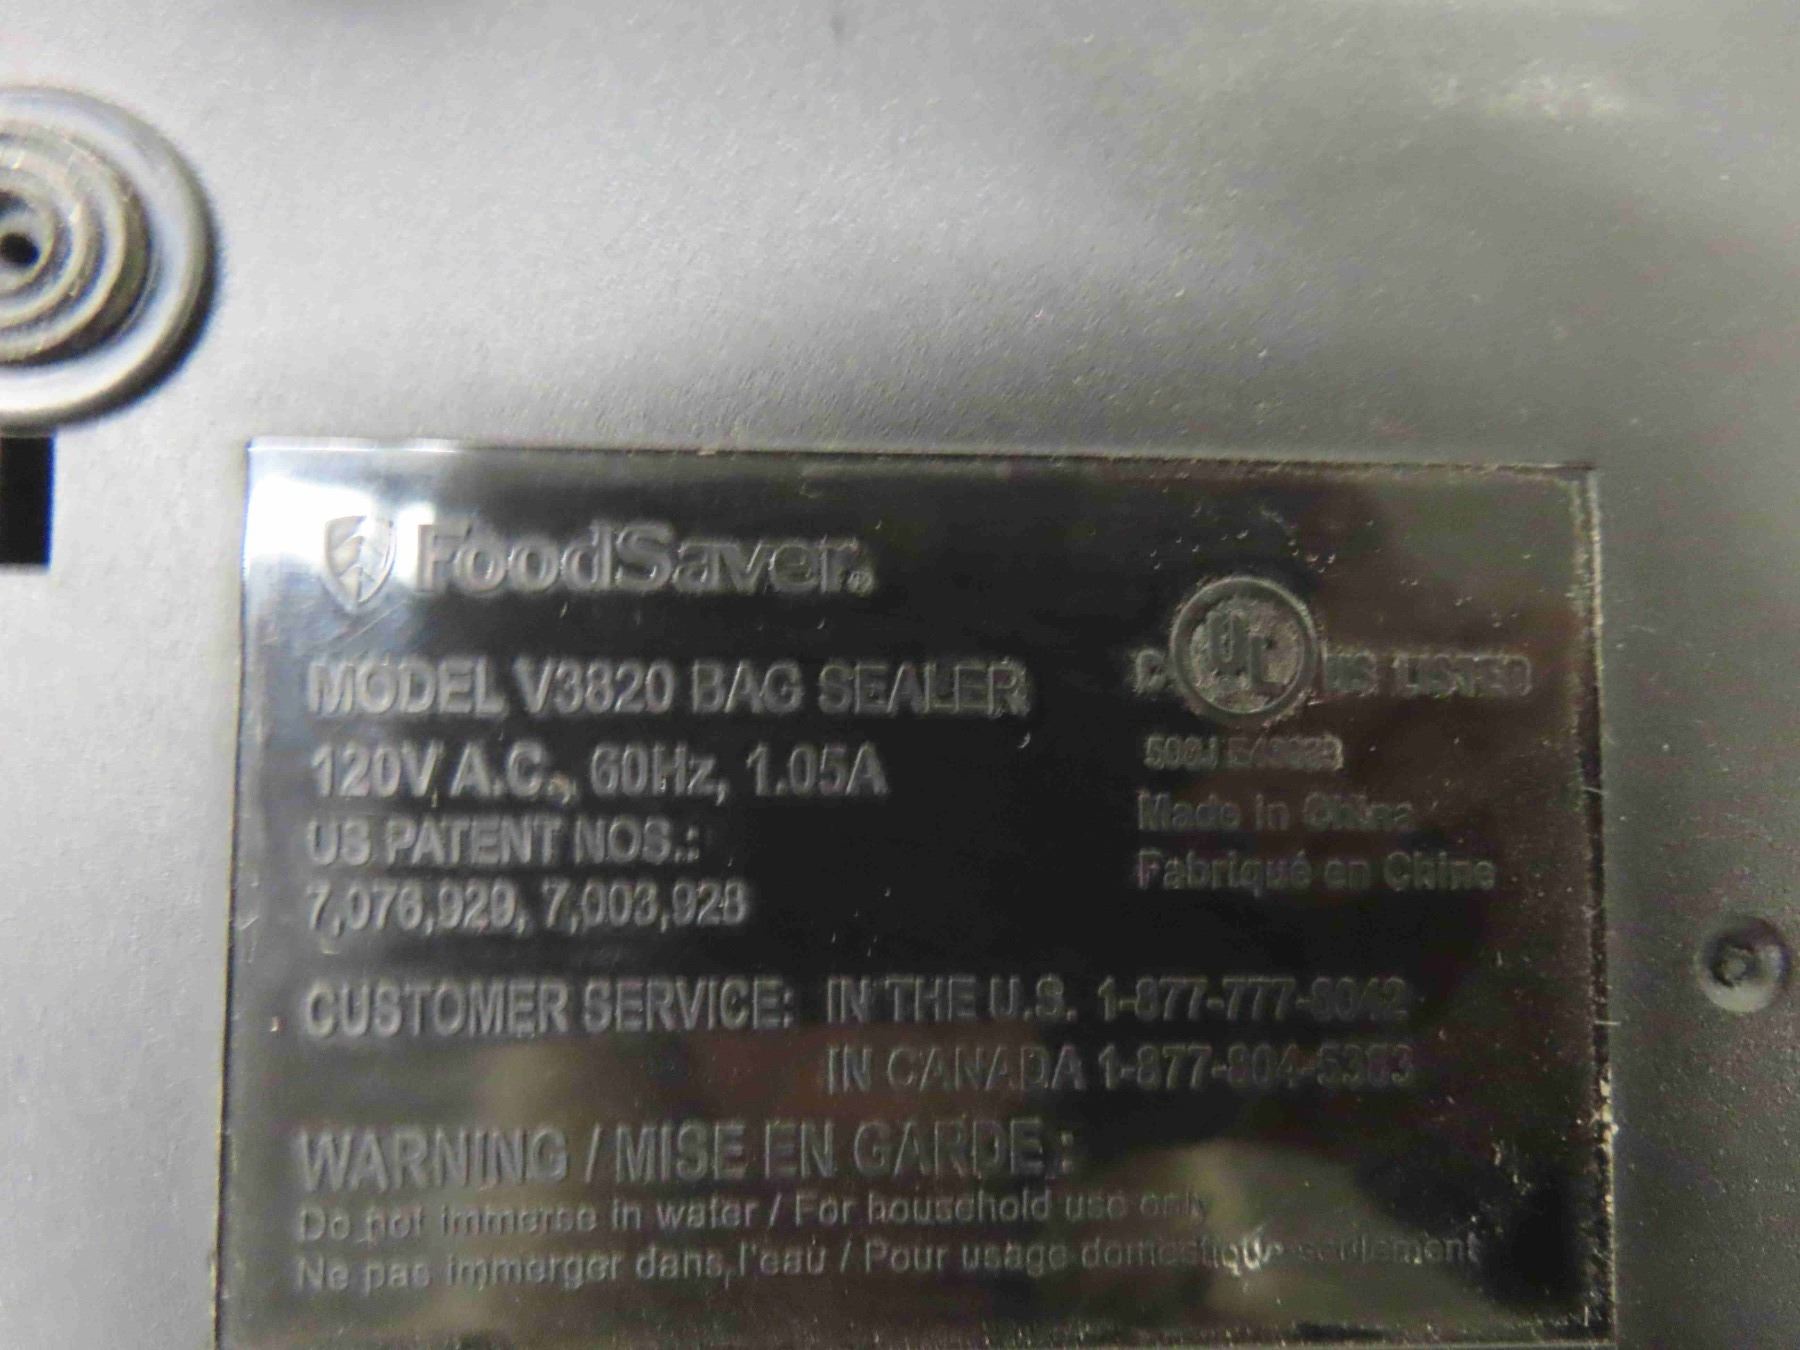 FoodSaver®
MODEL V3820 BAG SEALER
120V A.C., 60Hz, 1.05A
US PATENT NOS.:
7,076,929, 7,003,928
C UL US LISTED
Made in China
Fabriqué en Chine
CUSTOMER SERVICE: IN THE U.S. 1-877-777-8042
IN CANADA 1-877-804-5383
WARNING / MISE EN GARDE :
Do not immerse in water / For household use only
Ne pas immerger dans l'eau / Pour usage domestique seulement